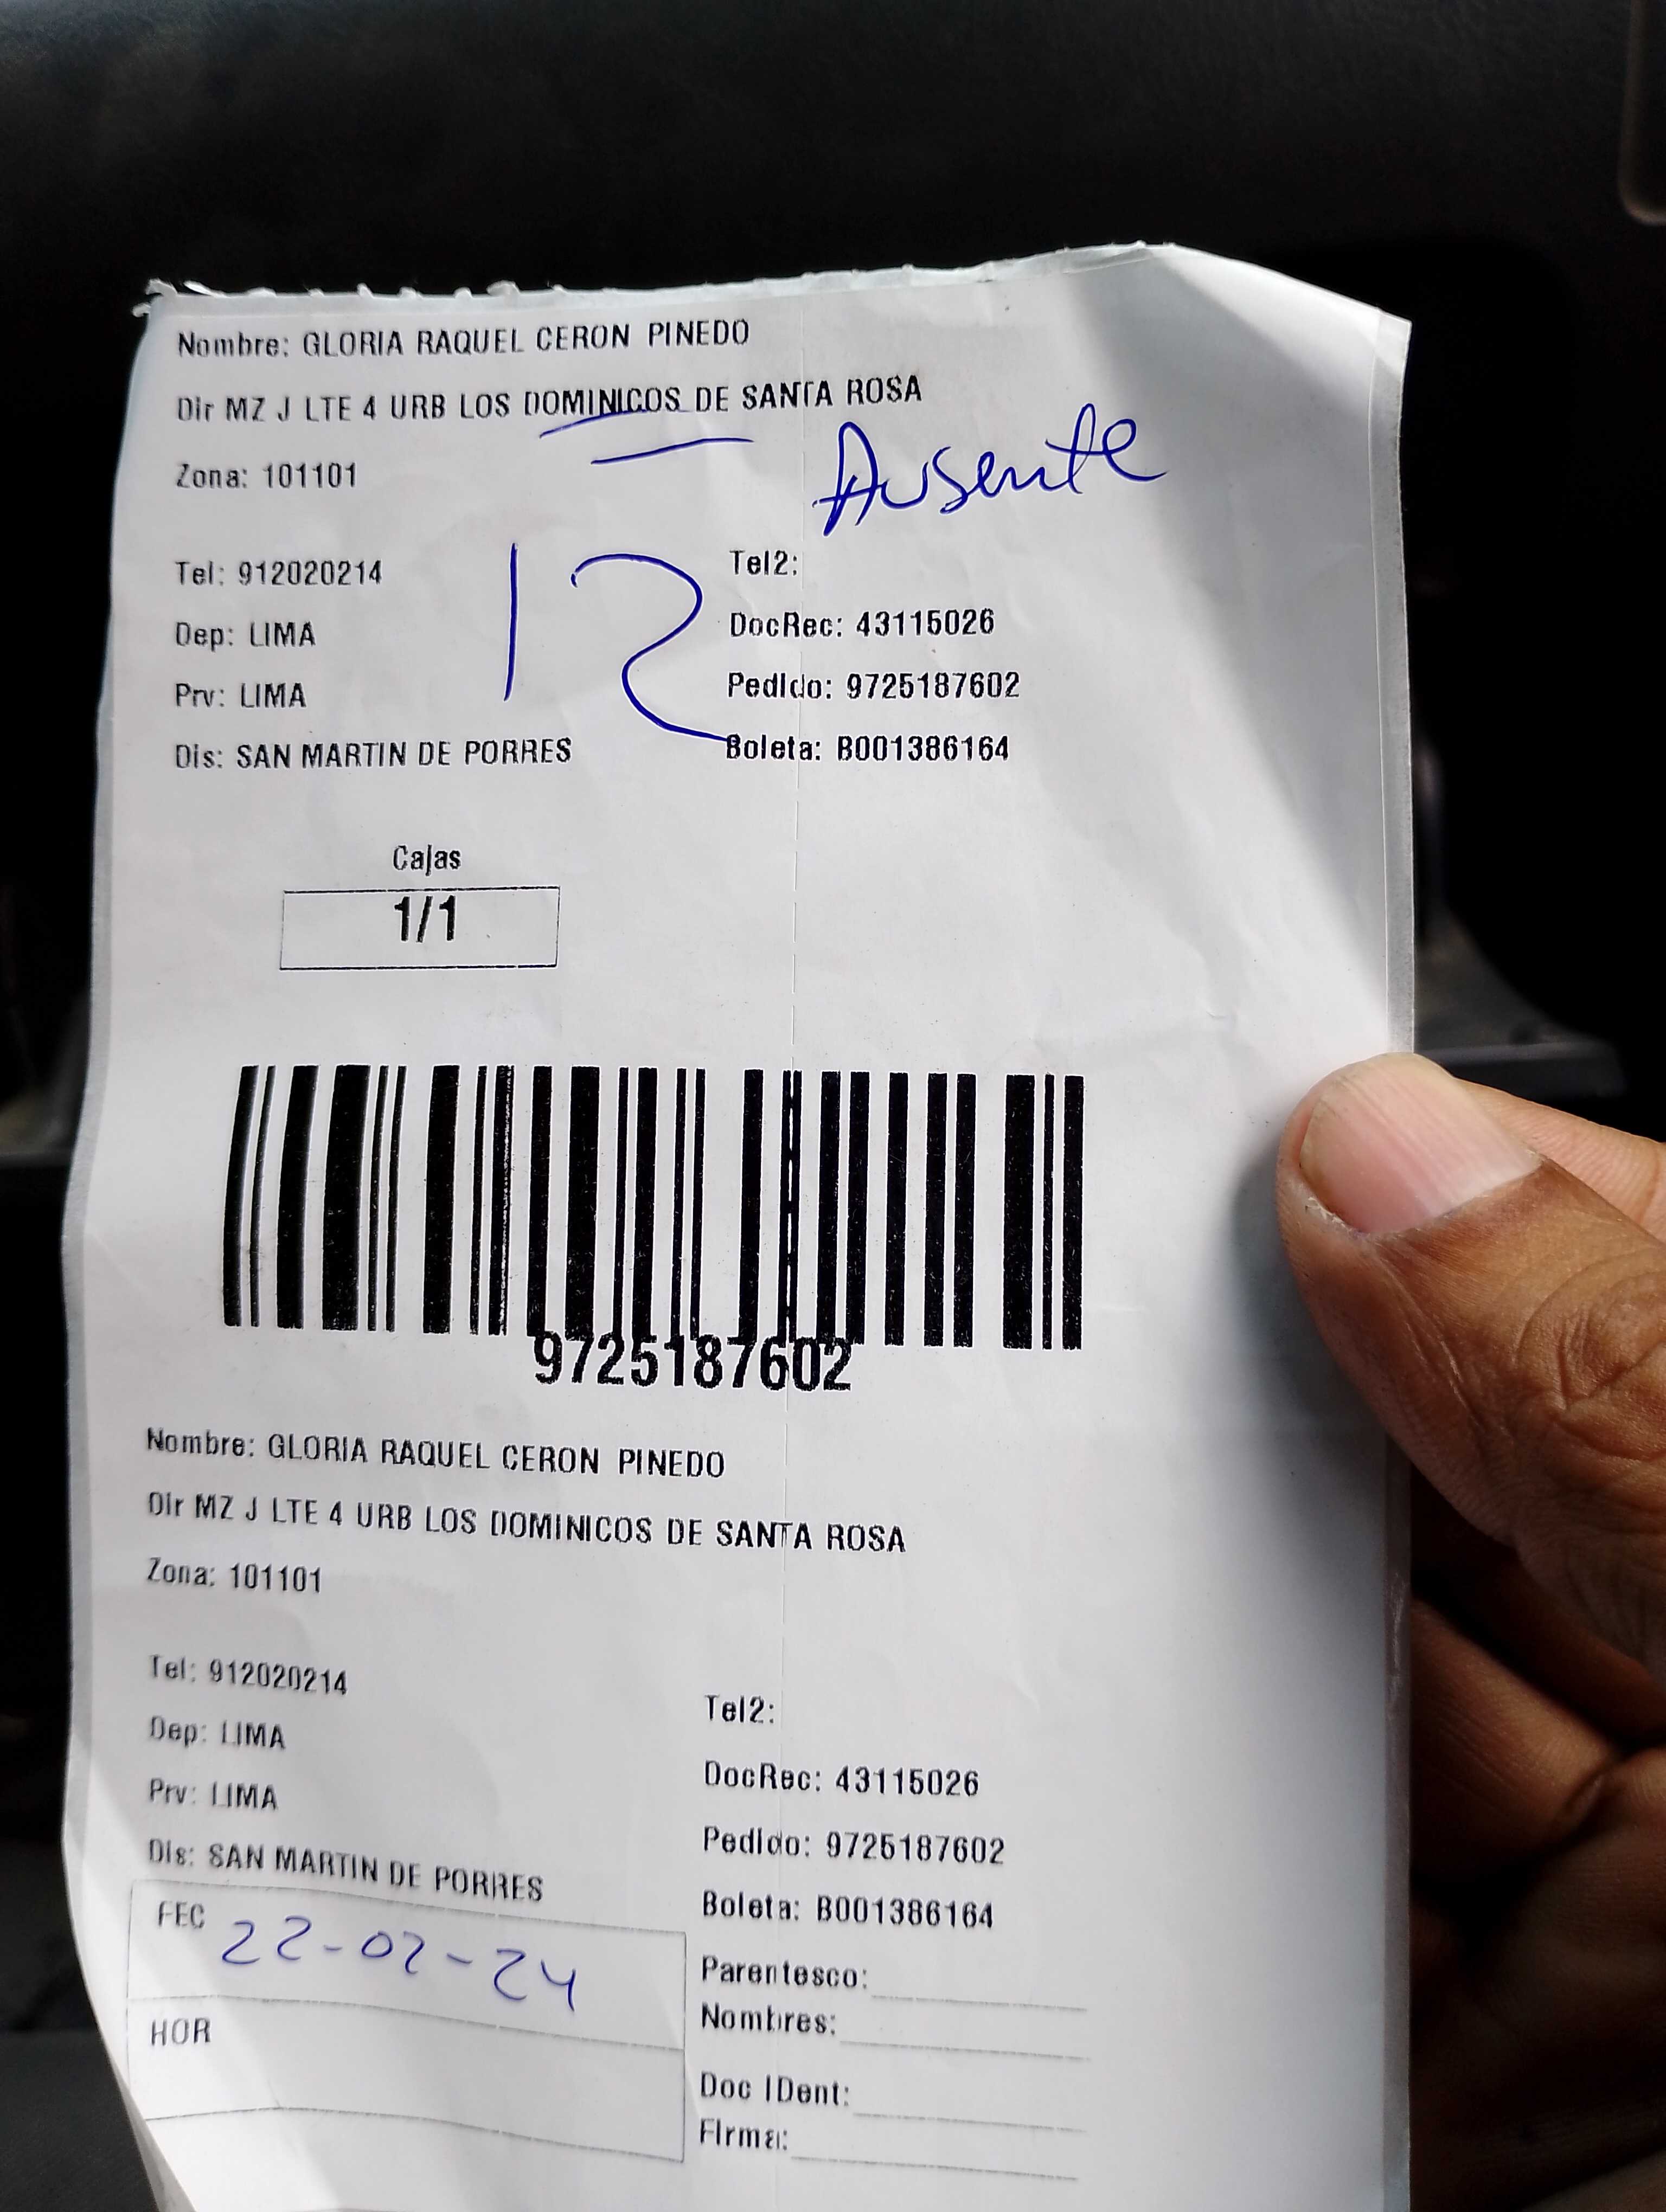 Nombre: GLORIA RAQUEL CERON PINEDO
Dir MZ J LTE 4 URB LOS DOMINICOS DE SANTA ROSA
Ausente
Zona: 101101
12
Tel: 912020214
Tel2:
Dep: LIMA
DocRec: 43115026
Prv: LIMA
Pedido: 9725187602
Dis: SAN MARTIN DE PORRES
Boleta: B001386164
Cajas
1/1
9725187602
Nombre: GLORIA RAQUEL CERON PINEDO
Dir MZ J LTE 4 URB LOS DOMINICOS DE SANTA ROSA
Zona: 101101
Tel: 912020214
Tel2:
Dep: LIMA
DocRec: 43115026
Prv: LIMA
Pedido: 9725187602
Dis: SAN MARTIN DE PORRES
Boleta: B001386164
FEC 22-02-24
Parentesco:
Nombres:
HOR
Doc IDent:
Firma: